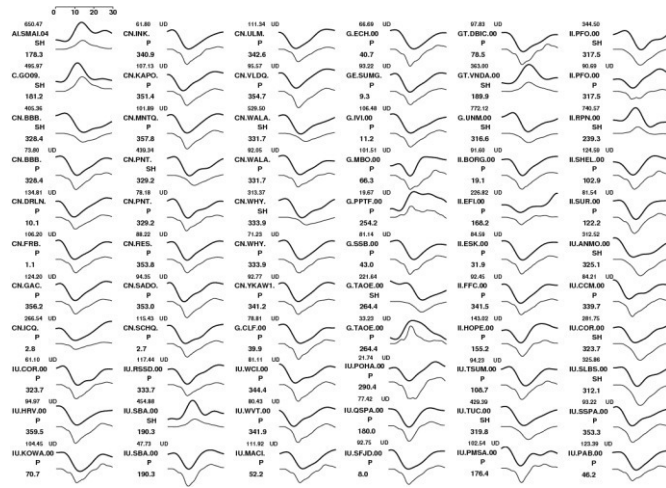 0 10 20 30
650.47
AI.SMAI.04
SH
178.3
61.80 UD
CN.INK.
P
340.9
111.34 UD
CN.ULM.
P
342.6
66.69 UD
G.ECH.00
P
40.7
97.83 UD
GT.DBIC.00
P
78.5
344.50
II.PFO.00
SH
317.5
495.97
C.GO09.
SH
181.2
107.13 UD
CN.KAPO.
P
351.4
95.57 UD
CN.VLDQ.
P
354.7
93.22 UD
GE.SUMG.
P
9.3
363.00
GT.VNDA.00
SH
189.9
90.69 UD
II.PFO.00
P
317.5
405.36
CN.BBB.
SH
328.4
101.89 UD
CN.MNTQ.
P
357.8
529.50
CN.WALA.
SH
331.7
106.48 UD
G.IVI.00
P
11.2
772.12
G.UNM.00
SH
316.6
740.57
II.RPN.00
SH
239.3
73.80 UD
CN.BBB.
P
328.4
439.34
CN.PNT.
SH
329.2
92.05 UD
CN.WALA.
P
331.7
101.51 UD
G.MBO.00
P
66.3
91.68 UD
II.BORG.00
P
19.1
124.59 UD
II.SHEL.00
P
102.9
134.81 UD
CN.DRLN.
P
10.1
78.18 UD
CN.PNT.
P
329.2
313.37
CN.WHY.
SH
333.9
19.67 UD
G.PPTF.00
P
254.2
226.82 UD
II.EFI.00
P
168.2
81.54 UD
II.SUR.00
P
122.2
106.20 UD
CN.FRB.
P
1.1
88.22 UD
CN.RES.
P
353.8
71.23 UD
CN.WHY.
P
333.9
81.14 UD
G.SSB.00
P
43.0
84.58 UD
II.ESK.00
P
31.9
312.52
IU.ANMO.00
SH
325.1
124.20 UD
CN.GAC.
P
356.2
94.35 UD
CN.SADO.
P
353.0
92.77 UD
CN.YKAW1.
P
341.2
221.64
G.TAOE.00
SH
264.4
92.45 UD
II.FFC.00
P
341.5
84.21 UD
IU.CCM.00
P
339.7
266.54
CN.ICQ.
P
2.8
115.43 UD
CN.SCHQ.
P
2.7
78.81 UD
G.CLF.00
P
39.9
33.23 UD
G.TAOE.00
P
264.4
143.02 UD
II.HOPE.00
P
155.2
281.75
IU.COR.00
SH
323.7
61.10 UD
IU.COR.00
P
323.7
117.44 UD
IU.RSSD.00
P
333.7
81.11 UD
IU.WCI.00
P
344.4
21.74 UD
IU.POHA.00
P
290.4
94.23 UD
IU.TSUM.00
P
108.7
325.86
IU.SLBS.00
SH
312.1
94.97 UD
IU.HRV.00
P
359.5
454.88
IU.SBA.00
SH
190.3
80.43 UD
IU.WVT.00
P
341.9
77.42 UD
IU.QSPA.00
P
180.0
429.39
IU.TUC.00
SH
319.8
93.22 UD
IU.SSPA.00
P
353.3
104.45 UD
IU.KOWA.00
P
70.7
47.73 UD
IU.SBA.00
P
190.3
111.92 UD
IU.MACI.
P
52.2
92.75 UD
IU.SFJD.00
P
8.0
102.54 UD
IU.PMSA.00
P
176.4
123.39 UD
IU.PAB.00
P
46.2